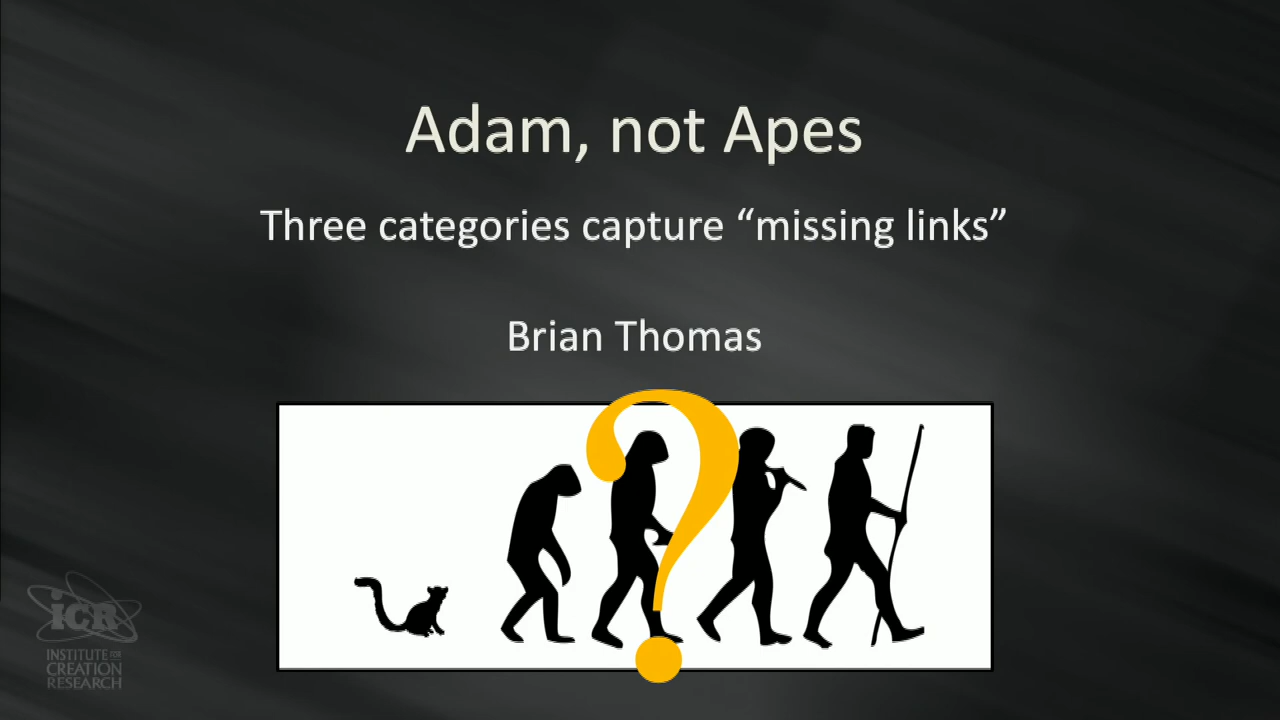 Adam, not Apes
Three categories capture “missing links”
Brian Thomas
iCR
INSTITUTE FOR
CREATION
RESEARCH